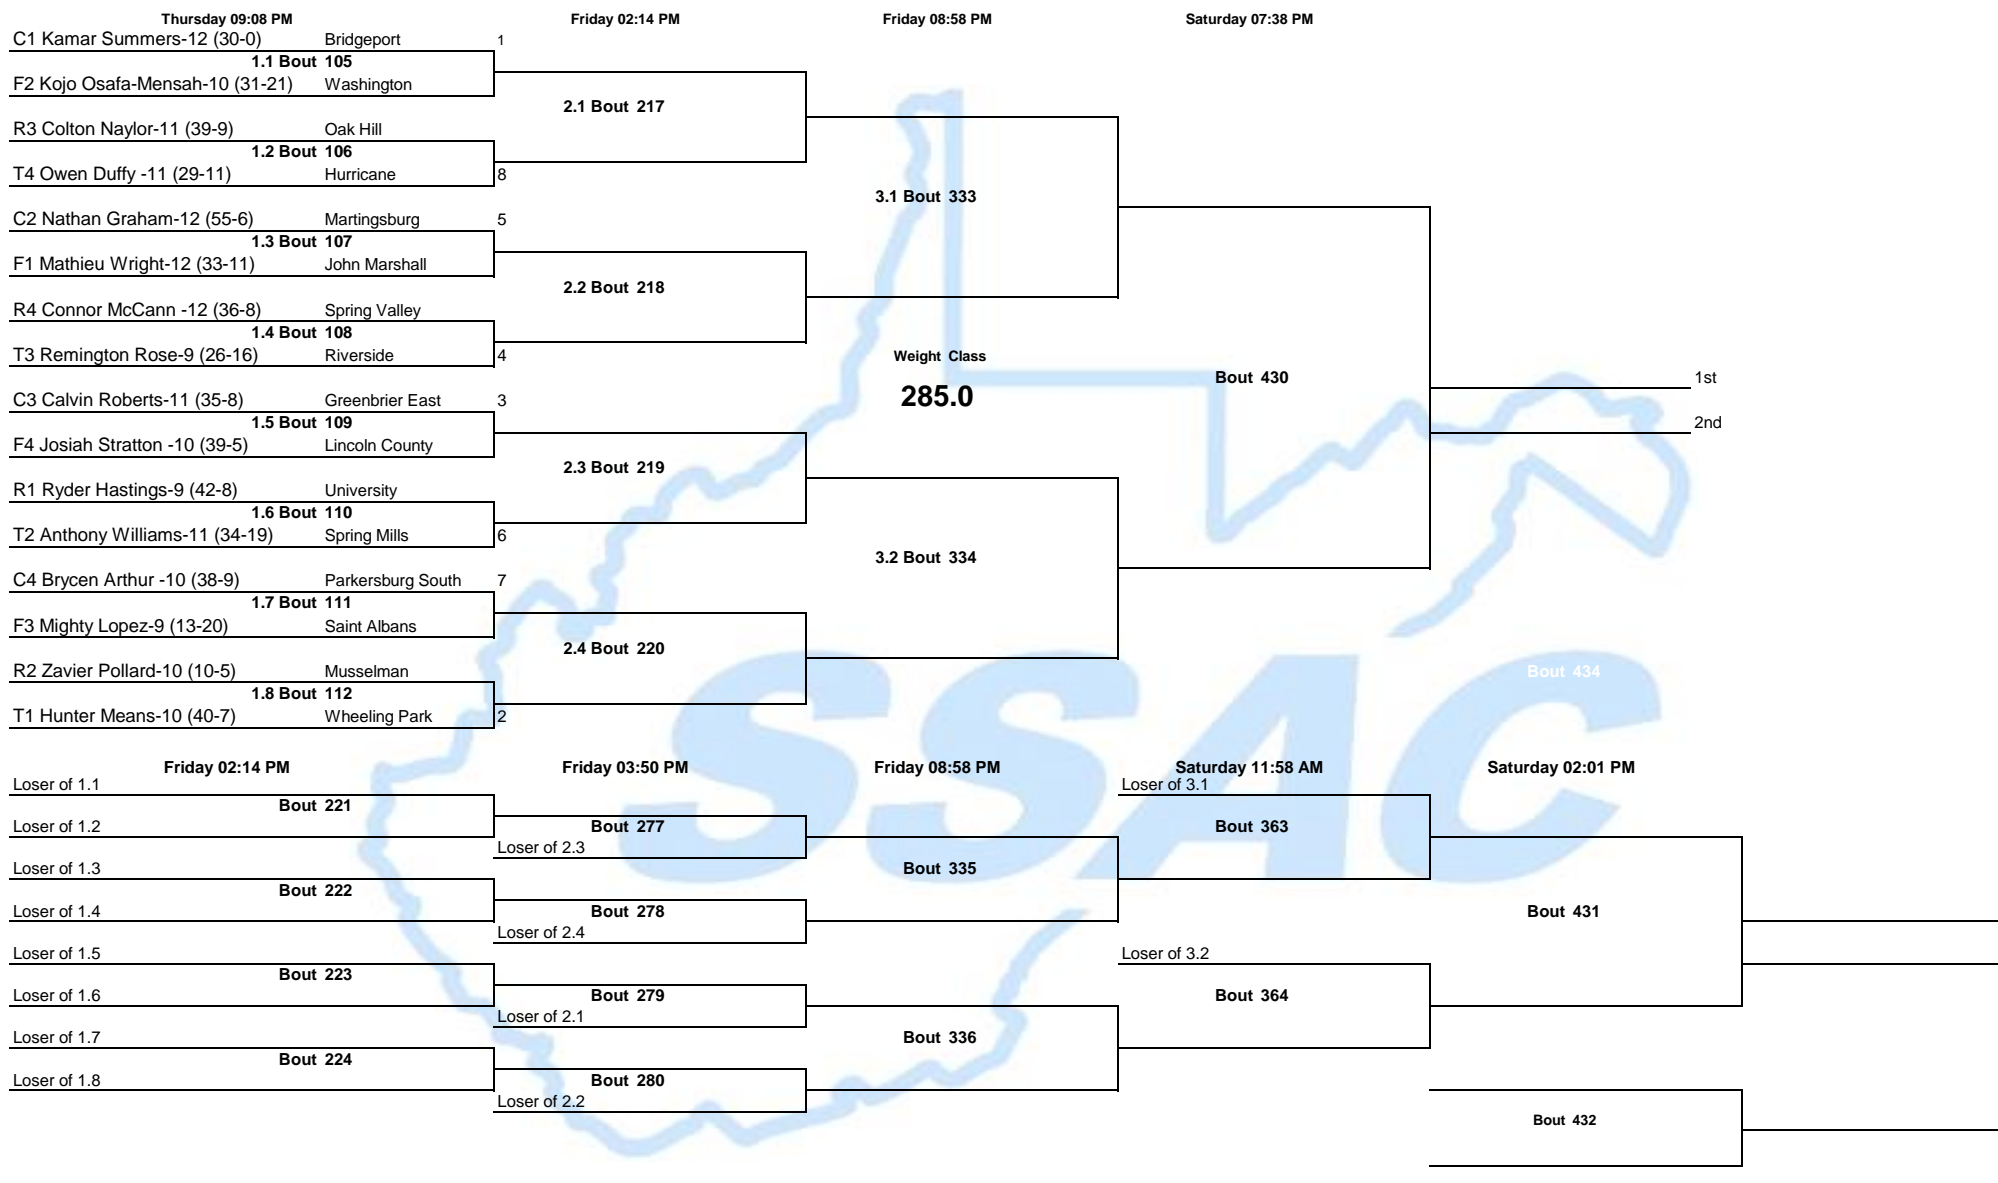 Thursday 09:08 PM Friday 02:14 PM Friday 08:58 PM Saturday 07:38 PM
C1 Kamar Summers-12 (30-0) Bridgeport 1
1.1 Bout 105
F2 Kojo Osafa-Mensah-10 (31-21) Washington
2.1 Bout 217
R3 Colton Naylor-11 (39-9) Oak Hill
1.2 Bout 106
T4 Owen Duffy -11 (29-11) Hurricane 8
3.1 Bout 333
C2 Nathan Graham-12 (55-6) Martingsburg 5
1.3 Bout 107
F1 Mathieu Wright-12 (33-11) John Marshall
2.2 Bout 218
R4 Connor McCann -12 (36-8) Spring Valley
1.4 Bout 108
T3 Remington Rose-9 (26-16) Riverside 4
Weight Class
Bout 430 1st
285.0
C3 Calvin Roberts-11 (35-8) Greenbrier East 3
1.5 Bout 109 2nd
F4 Josiah Stratton -10 (39-5) Lincoln County
2.3 Bout 219
R1 Ryder Hastings-9 (42-8) University
1.6 Bout 110
T2 Anthony Williams-11 (34-19) Spring Mills 6
3.2 Bout 334
C4 Brycen Arthur -10 (38-9) Parkersburg South 7
1.7 Bout 111
F3 Mighty Lopez-9 (13-20) Saint Albans
2.4 Bout 220
R2 Zavier Pollard-10 (10-5) Musselman Bout 434
1.8 Bout 112
T1 Hunter Means-10 (40-7) Wheeling Park 2
SSAC
Friday 02:14 PM Friday 03:50 PM Friday 08:58 PM Saturday 11:58 AM Saturday 02:01 PM
Loser of 1.1 Loser of 3.1
Bout 221
Loser of 1.2 Bout 277 Bout 363
Loser of 2.3
Loser of 1.3 Bout 335
Bout 222
Loser of 1.4 Bout 278 Bout 431
Loser of 2.4
Loser of 1.5 Loser of 3.2
Bout 223
Loser of 1.6 Bout 279 Bout 364
Loser of 2.1
Loser of 1.7 Bout 336
Bout 224
Loser of 1.8 Bout 280
Loser of 2.2
Bout 432